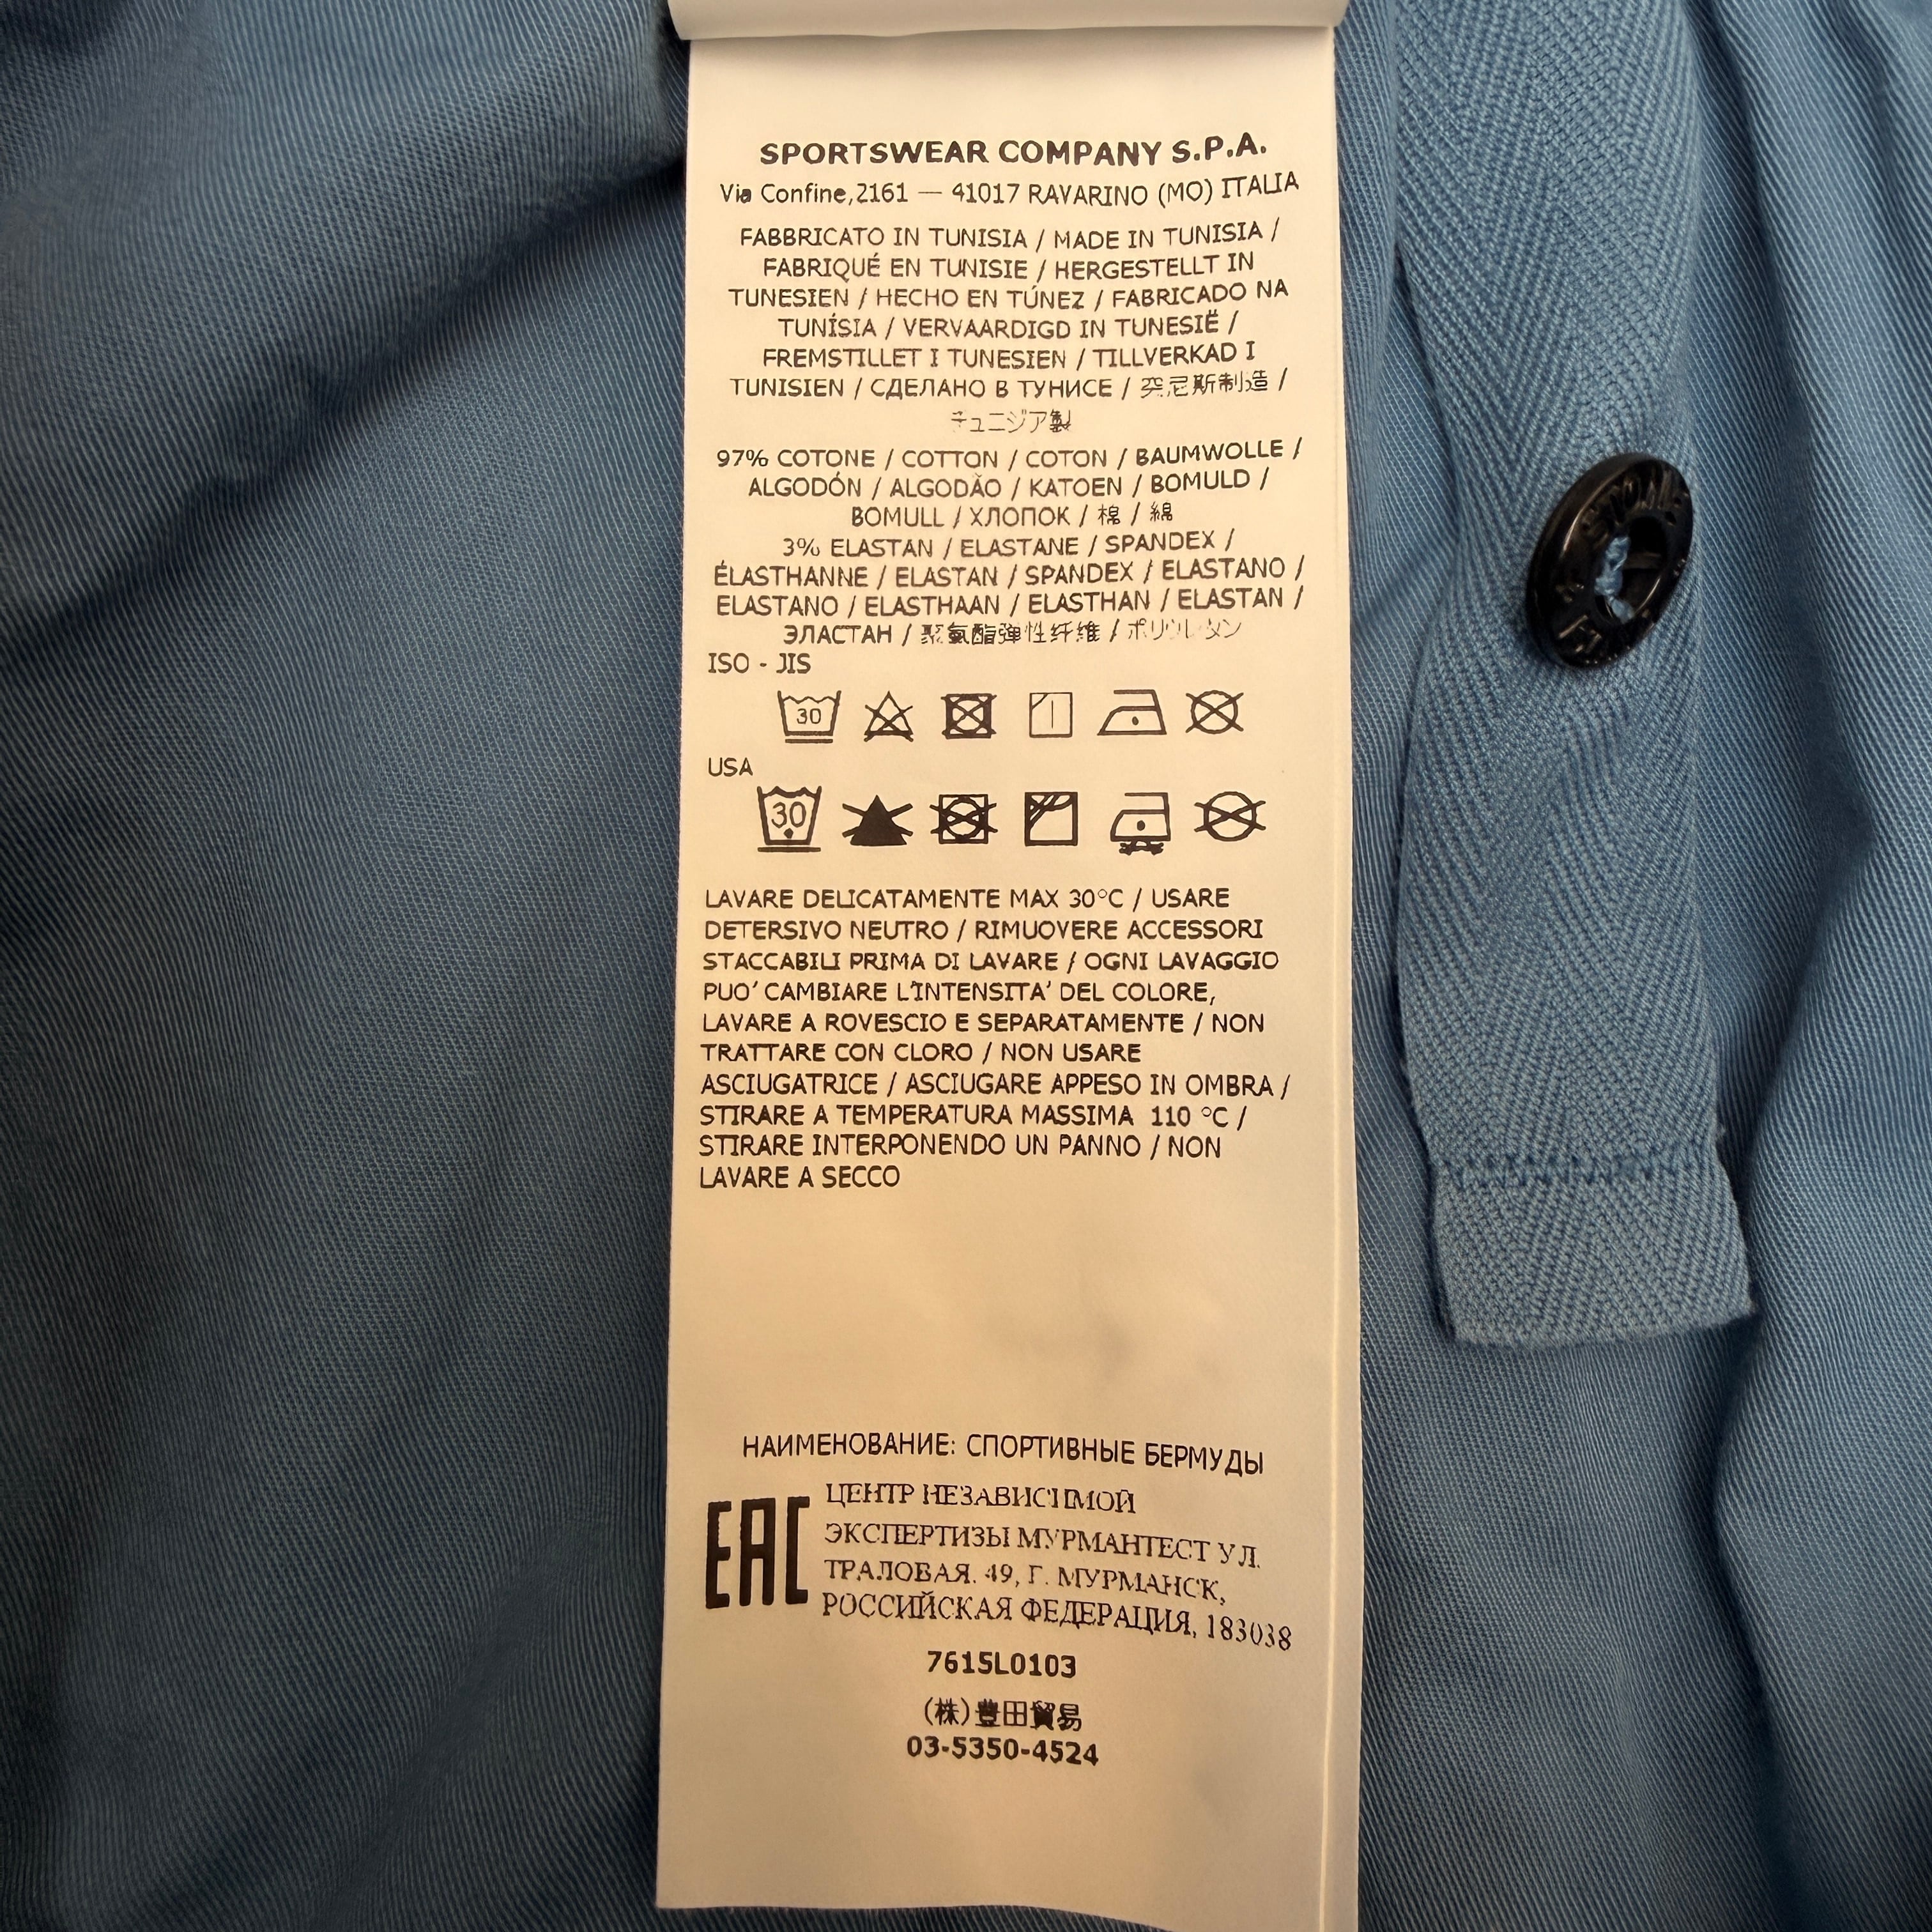 SPORTSWEAR COMPANY S.P.A.
Via Confine,2161 — 41017 RAVARINO (MO) ITALIA
FABBRICATO IN TUNISIA / MADE IN TUNISIA /
FABRIQUÉ EN TUNISIE / HERGESTELLT IN
TUNESIEN / HECHO EN TÚNEZ / FABRICADO NA
TUNÍSIA / VERVAARDIGD IN TUNESIË /
FREMSTILLET I TUNESIEN / TILLVERKAD I
TUNISIEN / СДЕЛАНО В ТУНИСЕ / 突尼斯制造 /
チュニジア製
97% COTONE / COTTON / COTON / BAUMWOLLE /
ALGODÓN / ALGODÃO / KATOEN / BOMULD /
BOMULL / ХЛОПОК / 棉 / 綿
3% ELASTAN / ELASTANE / SPANDEX /
ÉLASTHANNE / ELASTAN / SPANDEX / ELASTANO /
ELASTANO / ELASTHAAN / ELASTHAN / ELASTAN /
ЭЛАСТАН / 聚氨酯弹性纤维 / ポリウレタン
ISO - JIS
30
USA
30
LAVARE DELICATAMENTE MAX 30°C / USARE
DETERSIVO NEUTRO / RIMUOVERE ACCESSORI
STACCABILI PRIMA DI LAVARE / OGNI LAVAGGIO
PUO' CAMBIARE L'INTENSITA' DEL COLORE,
LAVARE A ROVESCIO E SEPARATAMENTE / NON
TRATTARE CON CLORO / NON USARE
ASCIUGATRICE / ASCIUGARE APPESO IN OMBRA /
STIRARE A TEMPERATURA MASSIMA 110 °C /
STIRARE INTERPONENDO UN PANNO / NON
LAVARE A SECCO
НАИМЕНОВАНИЕ: СПОРТИВНЫЕ БЕРМУДЫ
EAC
ЦЕНТР НЕЗАВИСИМОЙ
ЭКСПЕРТИЗЫ МУРМАНТЕСТ УЛ.
ТРАЛОВАЯ. 49, Г. МУРМАНСК,
РОССИЙСКАЯ ФЕДЕРАЦИЯ, 183038
7615L0103
(株)豊田貿易
03-5350-4524